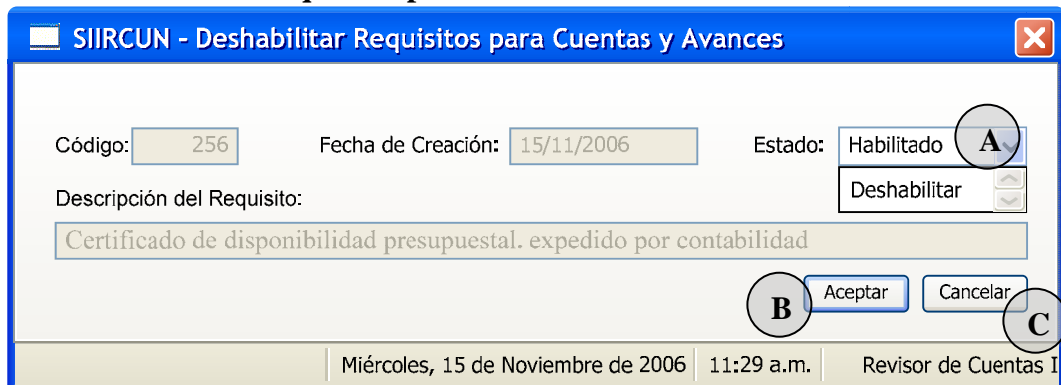 SIIRCUN - Deshabilitar Requisitos para Cuentas y Avances
Código: 256 Fecha de Creación: 15/11/2006 Estado: Habilitado A
Deshabilitar
Descripción del Requisito:
Certificado de disponibilidad presupuestal. expedido por contabilidad
B Aceptar Cancelar C
Miércoles, 15 de Noviembre de 2006 11:29 a.m. Revisor de Cuentas I